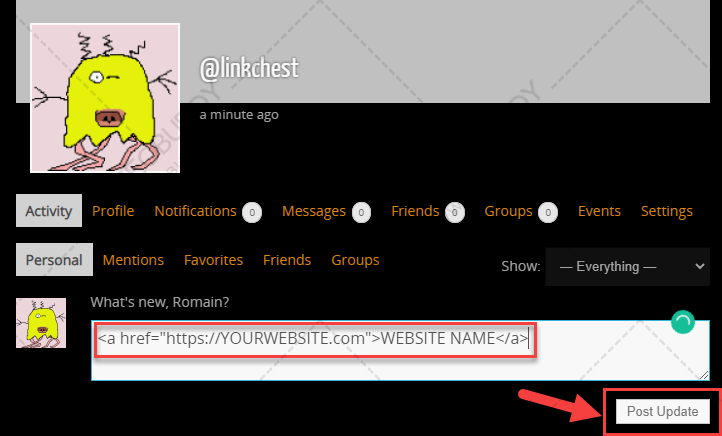 @linkchest
a minute ago
Activity Profile Notifications 0 Messages 0 Friends 0 Groups 0 Events Settings
Personal Mentions Favorites Friends Groups
Show: — Everything —
What's new, Romain?
<a href="https://YOURWEBSITE.com">WEBSITE NAME</a>
Post Update